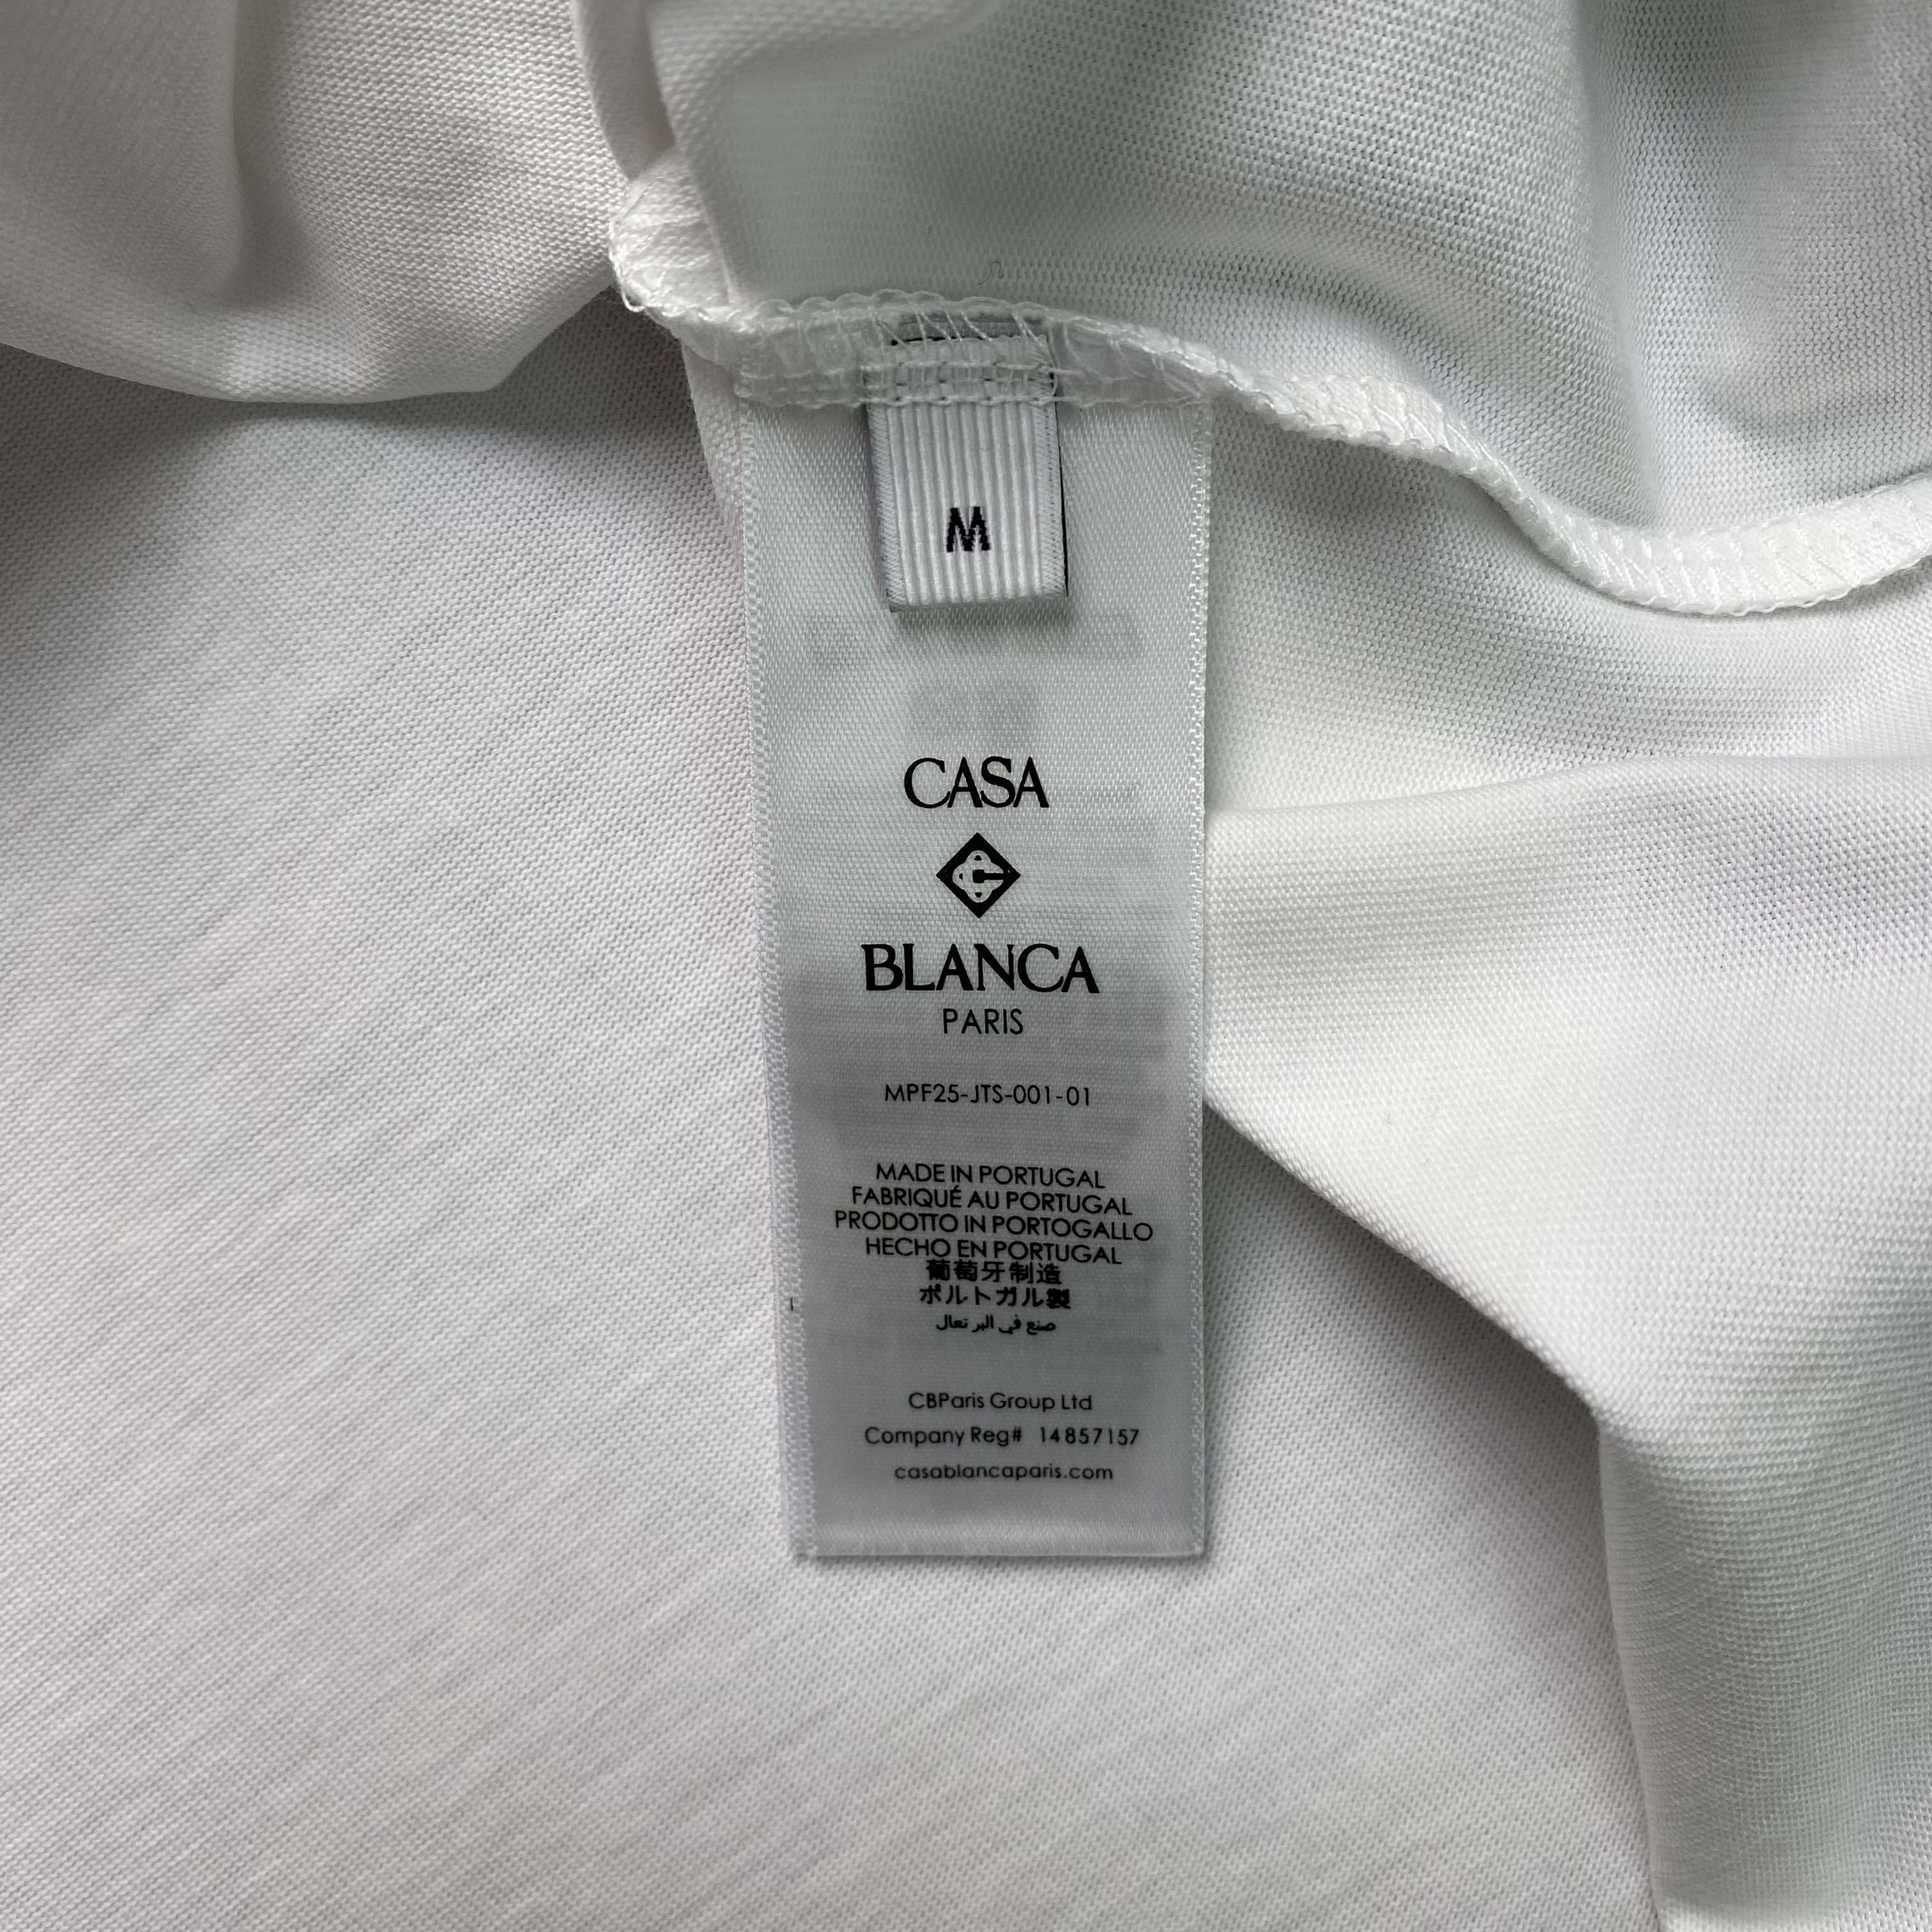 M
CASA
BLANCA
PARIS
MPF25-JTS-001-01
MADE IN PORTUGAL
FABRIQUÉ AU PORTUGAL
PRODOTTO IN PORTOGALLO
HECHO EN PORTUGAL
葡萄牙制造
ポルトガル製
صنع في البر تعال
CBParis Group Ltd
Company Reg# 14857157
casablancaparis.com